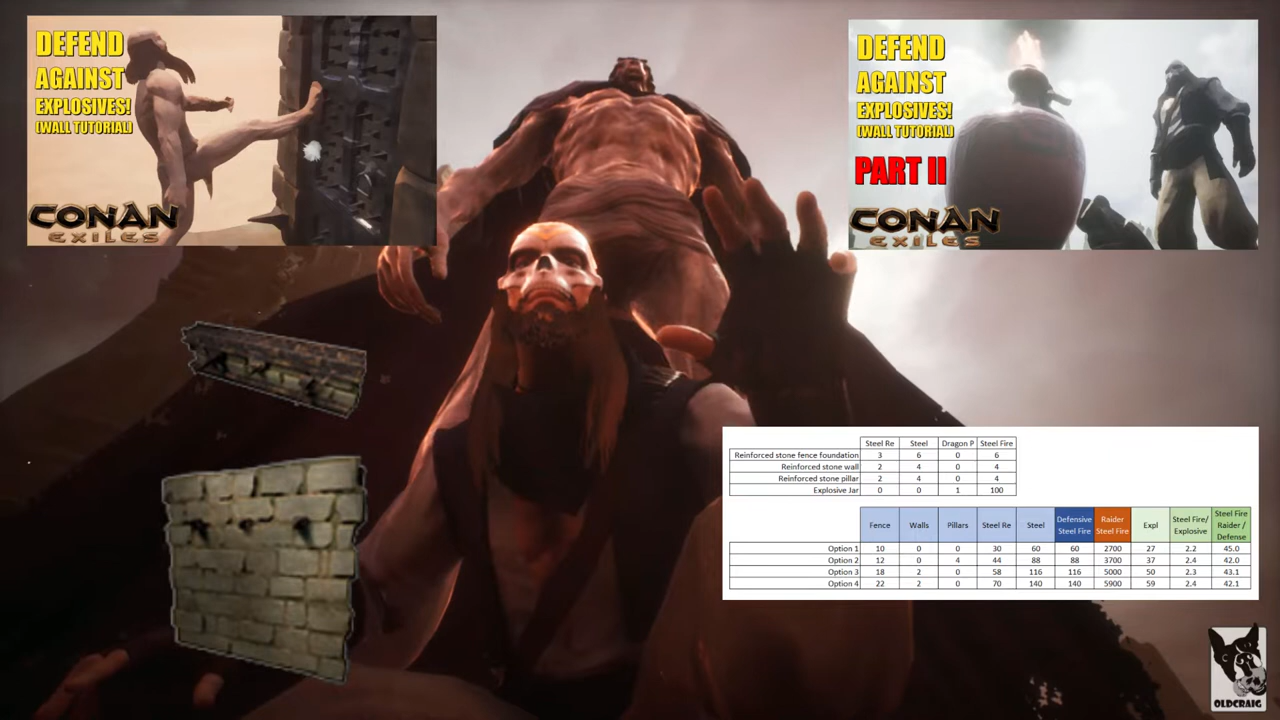 DEFEND
AGAINST
EXPLOSIVES!
(WALL TUTORIAL)
CONAN
EXILES
DEFEND
AGAINST
EXPLOSIVES!
(WALL TUTORIAL)
PART II
CONAN
EXILES
Steel Re Steel Dragon P Steel Fire
Reinforced stone fence foundation 3 6 0 6
Reinforced stone wall 2 4 0 4
Reinforced stone pillar 2 4 0 4
Explosive Jar 0 0 1 100
Fence Walls Pillars Steel Re Steel Defensive Steel Fire Raider Steel Fire Expl Steel Fire/ Explosive Steel Fire Raider / Defense
Option 1 10 0 0 30 60 60 2700 27 2.2 45.0
Option 2 12 0 4 44 88 88 3700 37 2.4 42.0
Option 3 18 2 0 58 116 116 5000 50 2.3 43.1
Option 4 22 2 0 70 140 140 5900 59 2.4 42.1
OLDCRAIG